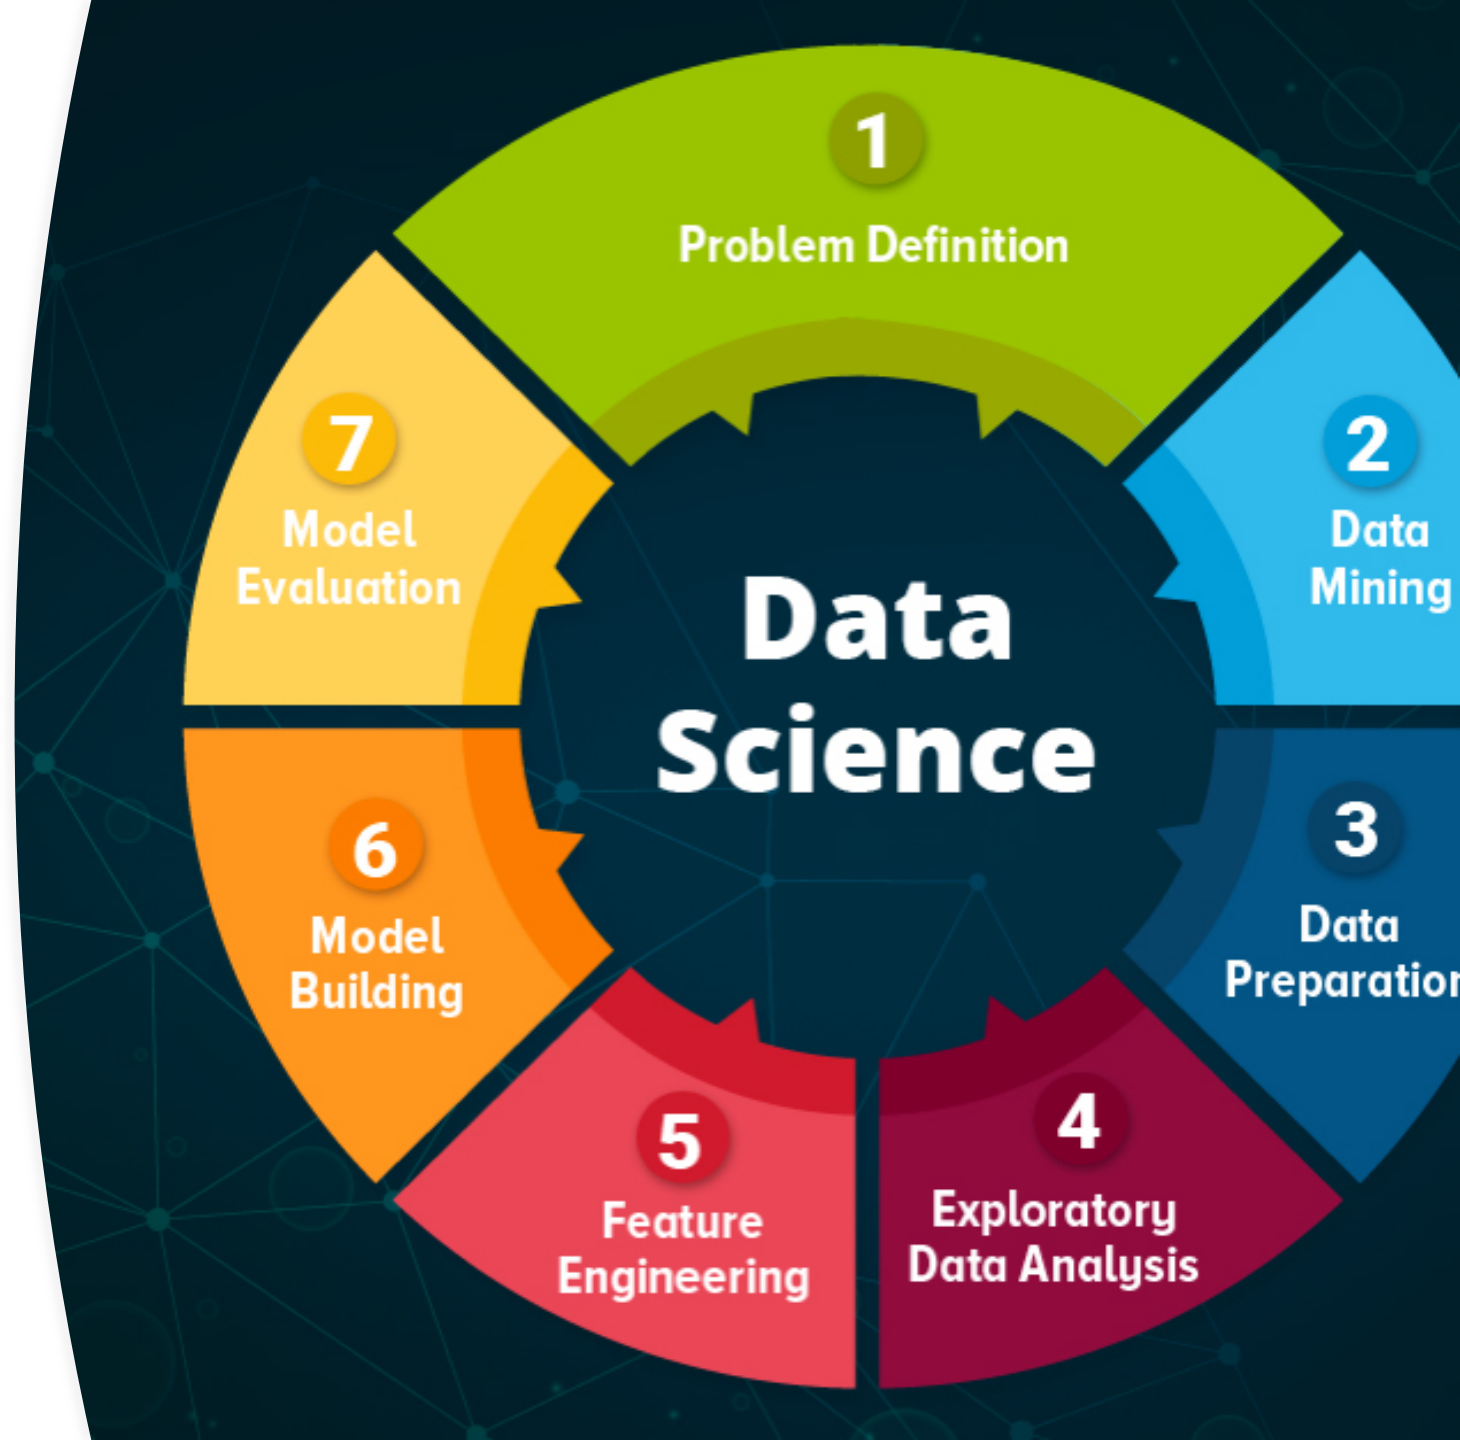 1
Problem Definition
2
Data
Mining
3
Data
Preparation
4
Exploratory
Data Analysis
5
Feature
Engineering
6
Model
Building
7
Model
Evaluation
Data
Science